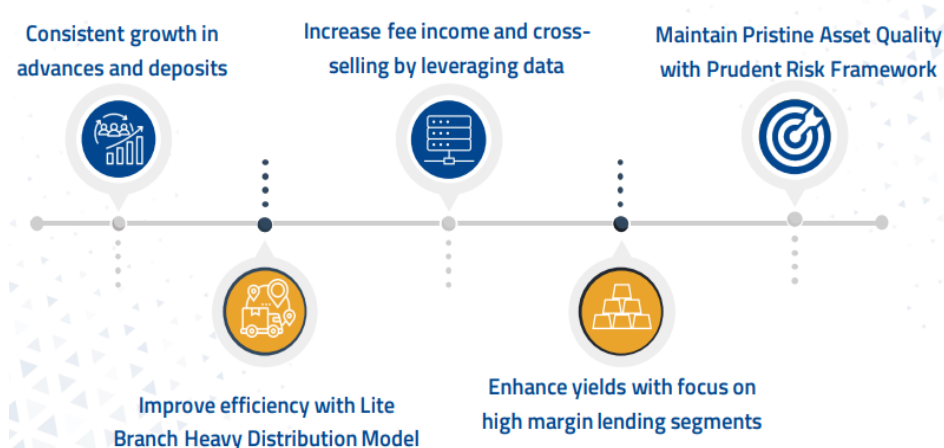 Consistent growth in
advances and deposits
Increase fee income and cross-
selling by leveraging data
Maintain Pristine Asset Quality
with Prudent Risk Framework
Improve efficiency with Lite
Branch Heavy Distribution Model
Enhance yields with focus on
high margin lending segments